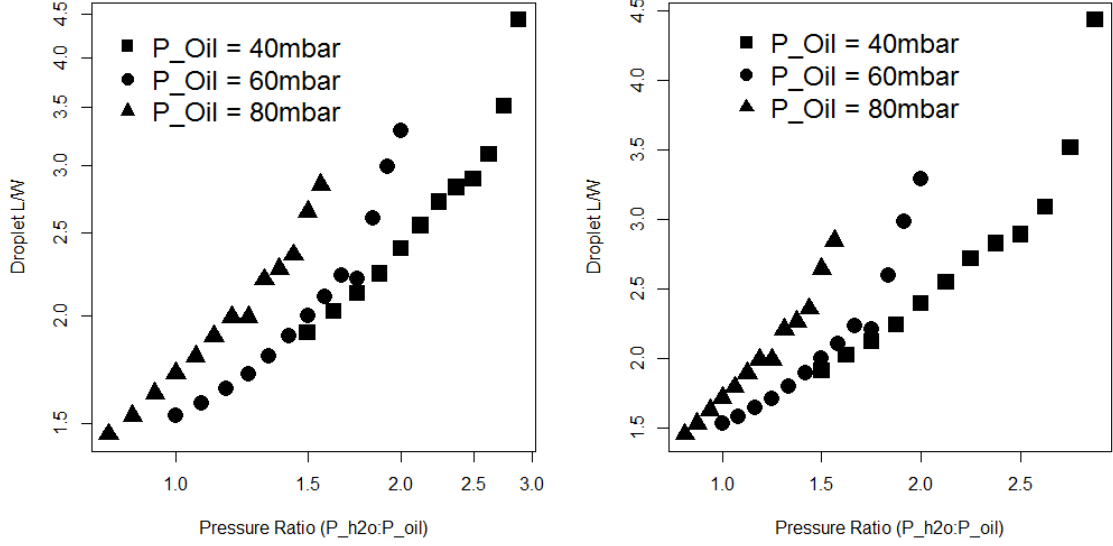 4.5
4.0
3.5
3.0
2.5
2.0
1.5
Droplet L/W
P_Oil = 40mbar
P_Oil = 60mbar
P_Oil = 80mbar
1.0
1.5
2.0
2.5
3.0
Pressure Ratio (P_h2o:P_oil)
4.5
4.0
3.5
3.0
2.5
2.0
1.5
Droplet L/W
P_Oil = 40mbar
P_Oil = 60mbar
P_Oil = 80mbar
1.0
1.5
2.0
2.5
Pressure Ratio (P_h2o:P_oil)